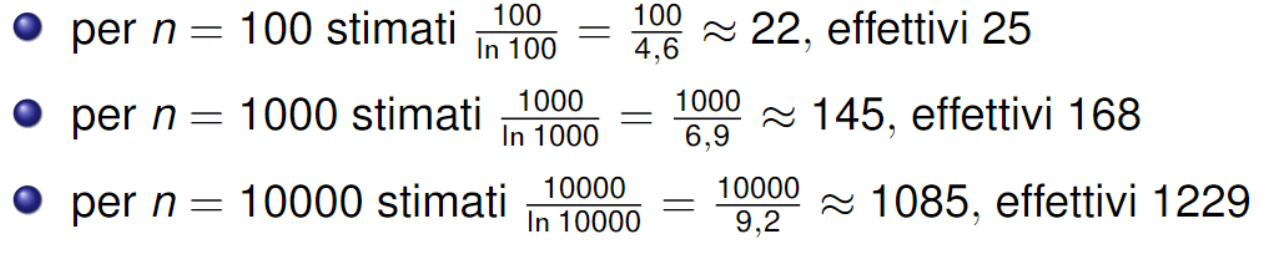 per n = 100 stimati 100/ln 100 = 100/4,6 ≈ 22, effettivi 25
per n = 1000 stimati 1000/ln 1000 = 1000/6,9 ≈ 145, effettivi 168
per n = 10000 stimati 10000/ln 10000 = 10000/9,2 ≈ 1085, effettivi 1229